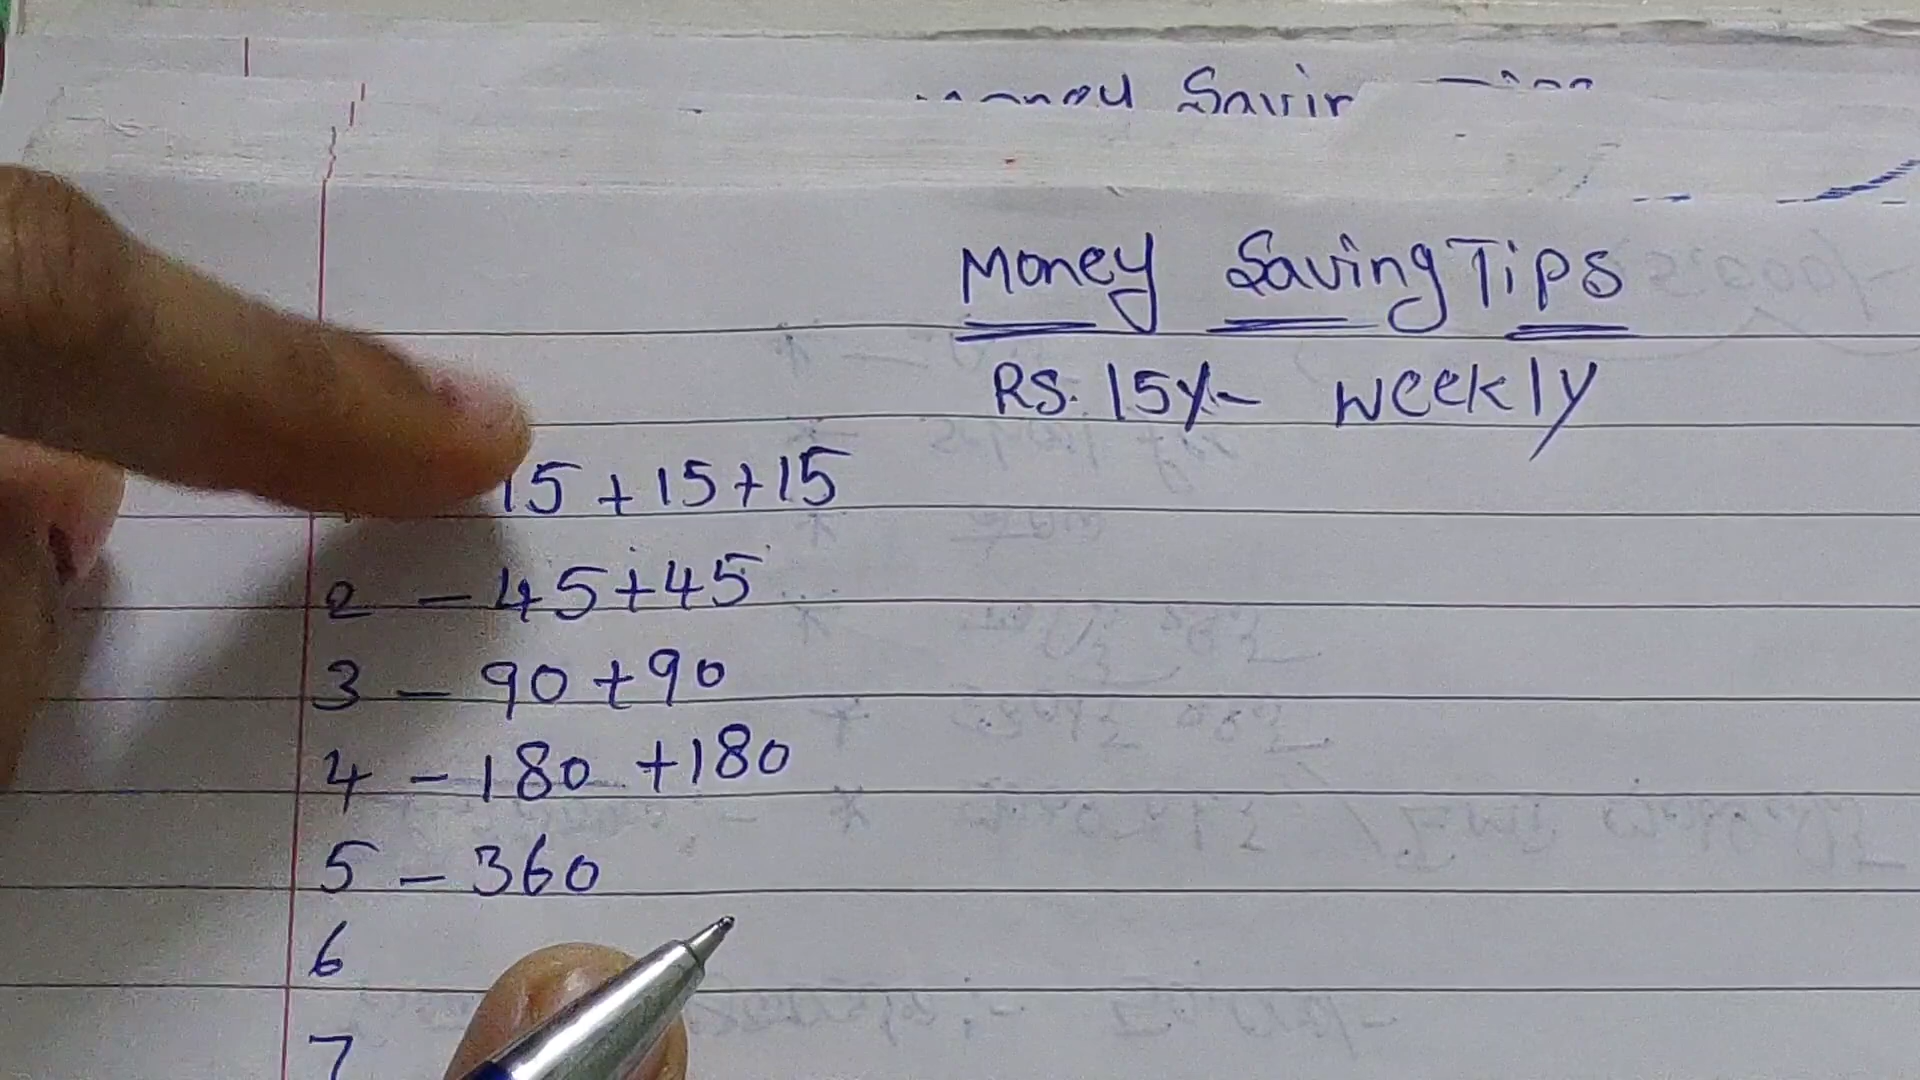 Money Saving Tips
RS. 15/- weekly
15 + 15 + 15
2 - 45 + 45
3 - 90 + 90
4 - 180 + 180
5 - 360
6
7